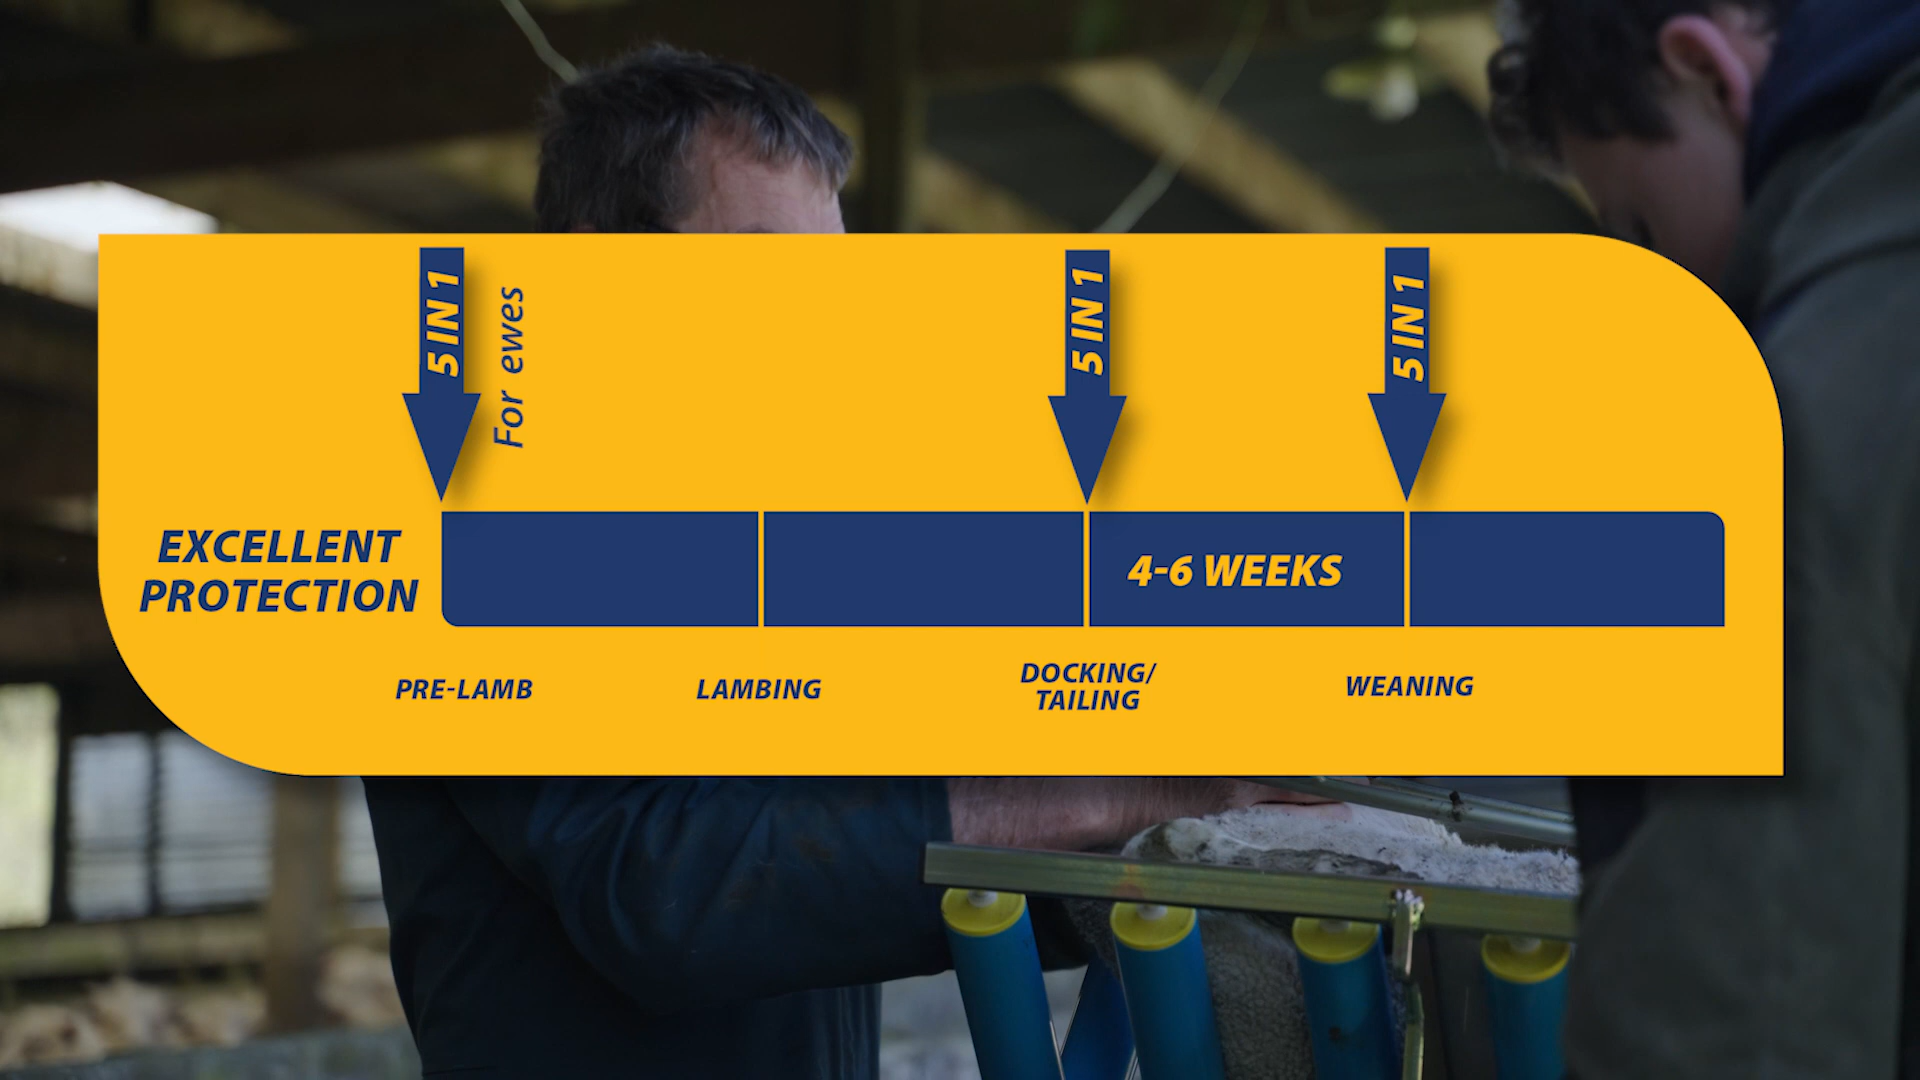 5 IN 1
For ewes
5 IN 1
5 IN 1
EXCELLENT
PROTECTION
4-6 WEEKS
PRE-LAMB
LAMBING
DOCKING/
TAILING
WEANING